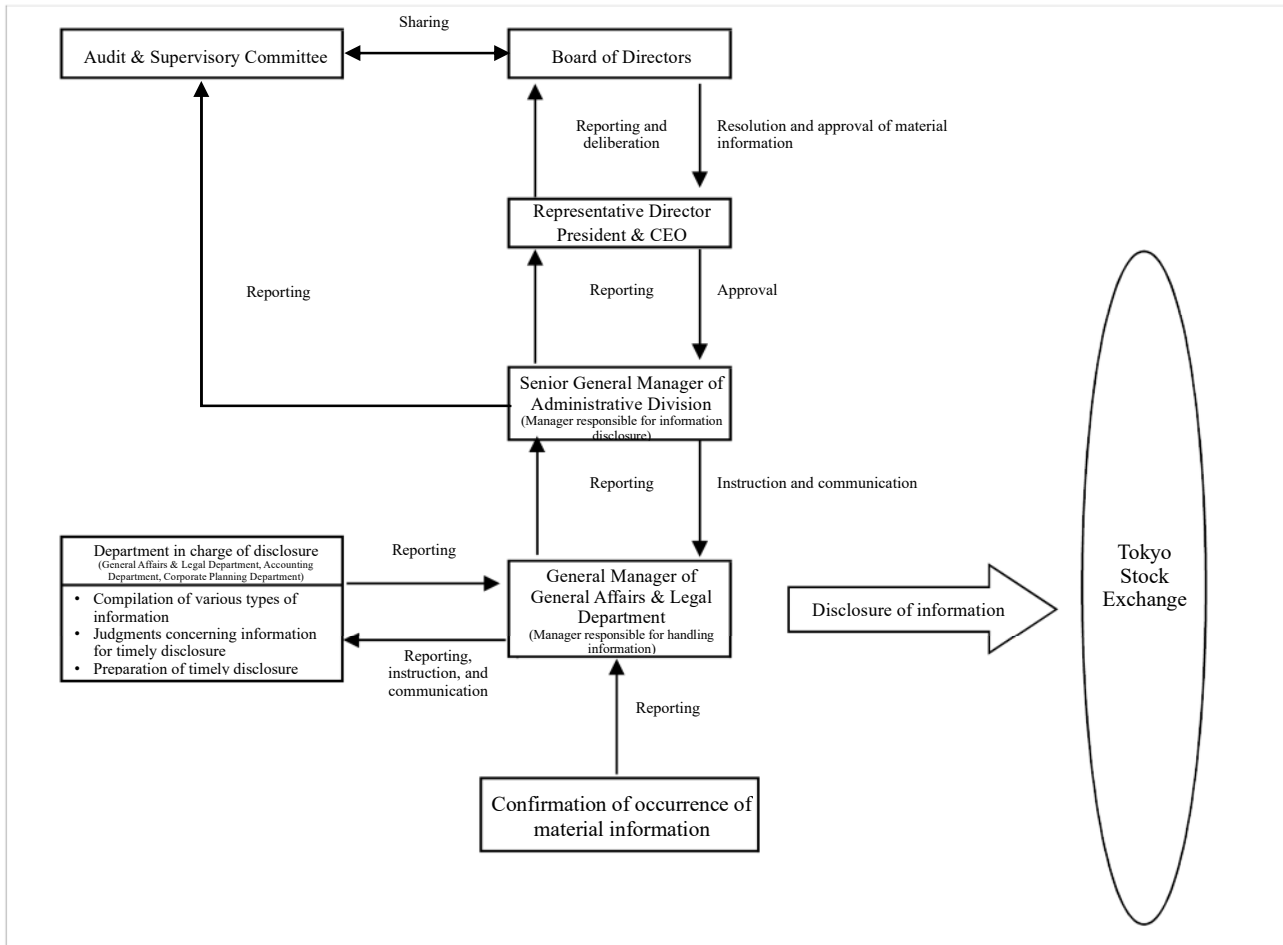 Sharing
Audit & Supervisory Committee
Board of Directors
Reporting and
deliberation
Resolution and approval of material
information
Representative Director
President & CEO
Reporting
Reporting
Approval
Senior General Manager of
Administrative Division
(Manager responsible for information
disclosure)
Reporting
Instruction and communication
Department in charge of disclosure
(General Affairs & Legal Department, Accounting
Department, Corporate Planning Department)
• Compilation of various types of
information
• Judgments concerning information
for timely disclosure
• Preparation of timely disclosure
Reporting
Reporting,
instruction, and
communication
General Manager of
General Affairs & Legal
Department
(Manager responsible for handling
information)
Disclosure of information
Tokyo
Stock
Exchange
Reporting
Confirmation of occurrence of
material information